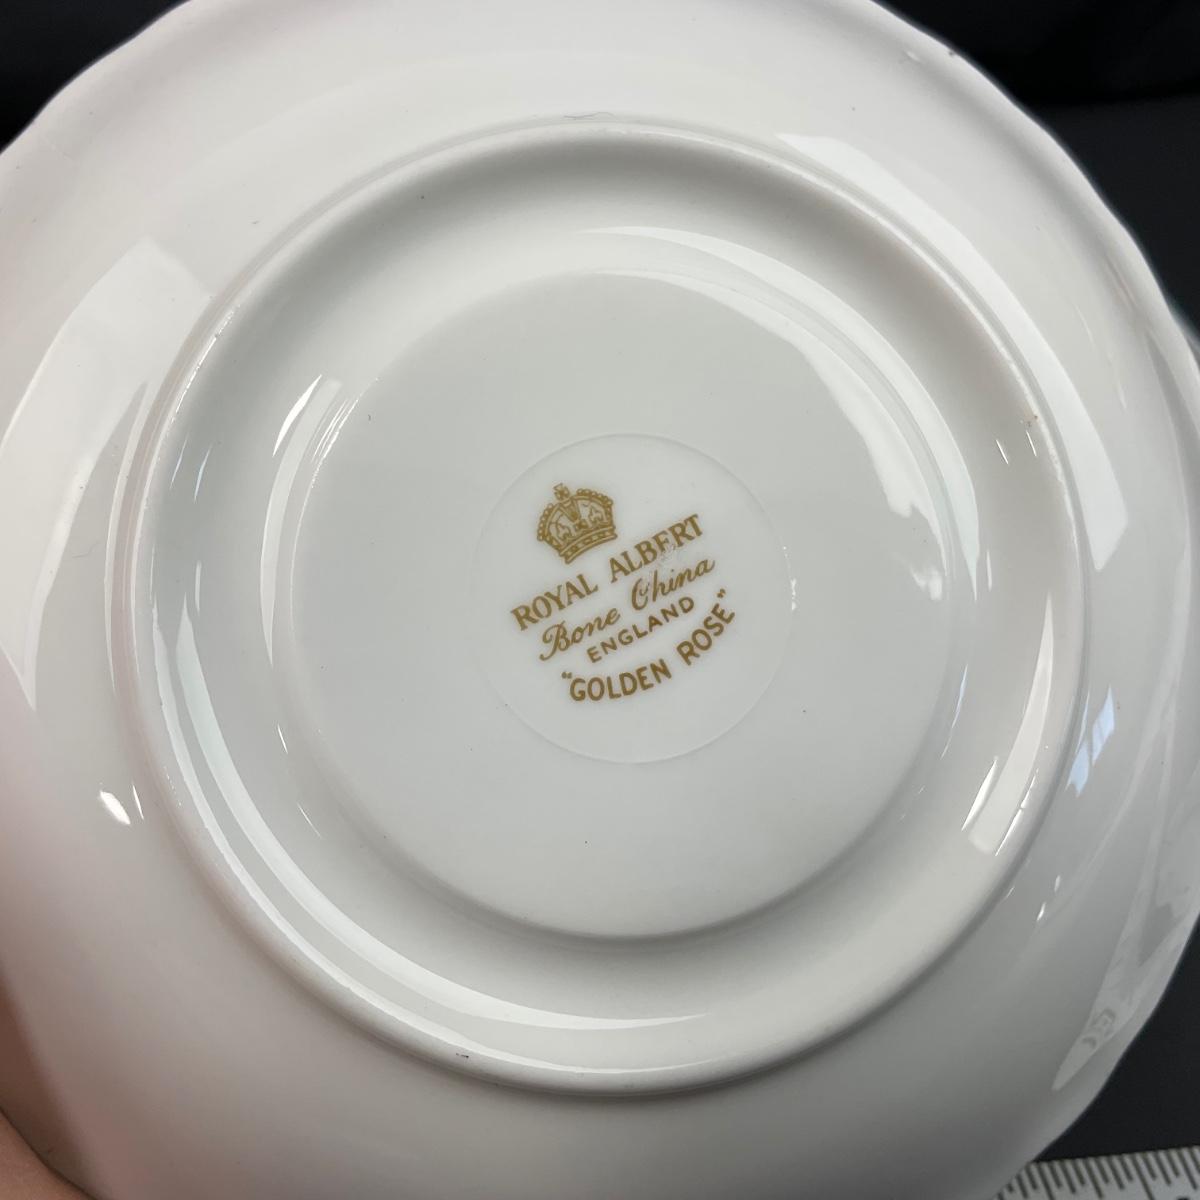 ROYAL ALBERT
Bone China
ENGLAND
"GOLDEN ROSE"